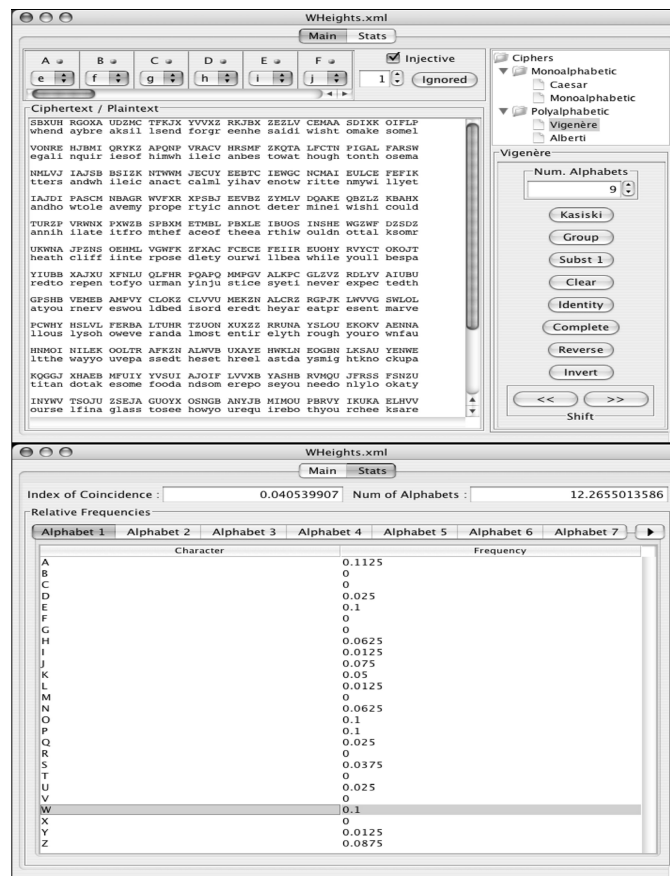 WHeights.xml
Main Stats
A B C D E F
e f g h i j
Injective
1 Ignored
Ciphertext / Plaintext
SBXUH RGOXA UDZMC TFKJX YVVXZ RKJBX ZEZLV CEMAA SDIXK OIFLP
whend aybre aksil lsend forgr eenhe saidi wisht omake somel
VONRE HJBMI QRYKZ APQNP VRACV HRSMF ZKQTA LFCTN PIGAL FARSW
egali nquir iesof himwh ileic anbes towat hough tonth osema
NMLVJ IAJSB BSIZK NTWWM JECUY EEBTC IEWGC NCMAI EULCE FEFIK
tters andwh ileic anact calml yihav enotw ritte nmywi llyet
IAJDI PASCM NBAGR WVFXR XPSBJ EEVBZ ZYMLV DQAKE QBZLZ KBAHX
andho wtole avemy prope rtyic annot deter minei wishi could
TURZP VRWNX PXWZB SPBXM ETMBL PBXLE IBUOS INSHE WGZWF DZSDZ
annih ilate itfro mthef aceof theea rthiw ouldn ottal ksomr
UKWNA JPZNS OEHML VGWFK ZFXAC FCECE FEIIR EUOHY RVYCT OKOJT
heath cliff iinte rpose dlety ourwi llbea while youll bespa
YIUBB XAJXU XFNLU QLFHR PQAPQ MMPGV ALKPC GLZVZ RDLYV AIUBU
redto repen tofyo urman yinju stice syeti never expec tedth
GPSHB VEMEB AMPVY CLOKZ CLVVU MEKZN ALCRZ RGPJK LWVVG SWLOL
atyou rnerv eswou ldbed isord eredt heyar eatpr esent marve
PCWHY HSLVL FERBA LTUHR TZUON XUXZZ RRUNA YSLOU EKOKV AENNA
llous lysoh oweve randa lmost entir elyth rough youro wnfau
HNMOI NILEK OOLTR AFKZN ALWVB UXAYE HWKLN EOGBN LKSAU YENWE
ltthe wayyo uvepa ssedt heset hreel astda ysmig htkno ckupa
KQGGJ XHAEB MFUIY YVSUI AJOIF LVVXB YASHB RVMQU JFRSS FSNZU
titan dotak esome fooda ndsom erepo seyou needo nlylo okaty
INYWV TSOJU ZSEJA GUOYX OSNGB ANYJB MIMOU PBRVY IKUKA ELHVV
ourse lfina glass tosee howyo urequ irebo thyou rchee ksare
Ciphers
Monoalphabetic
Caesar
Monoalphabetic
Polyalphabetic
Vigenère
Alberti
Vigenère
Num. Alphabets
9
Kasiski
Group
Subst 1
Clear
Identity
Complete
Reverse
Invert
<< >>
Shift
WHeights.xml
Main Stats
Index of Coincidence : 0.040539907 Num of Alphabets : 12.2655013586
Relative Frequencies
Alphabet 1 Alphabet 2 Alphabet 3 Alphabet 4 Alphabet 5 Alphabet 6 Alphabet 7
Character Frequency
A 0.1125
B 0
C 0
D 0.025
E 0.1
F 0
G 0
H 0.0625
I 0.0125
J 0.075
K 0.05
L 0.0125
M 0
N 0.0625
O 0.1
P 0.1
Q 0.025
R 0
S 0.0375
T 0
U 0.025
V 0
W 0.1
X 0
Y 0.0125
Z 0.0875